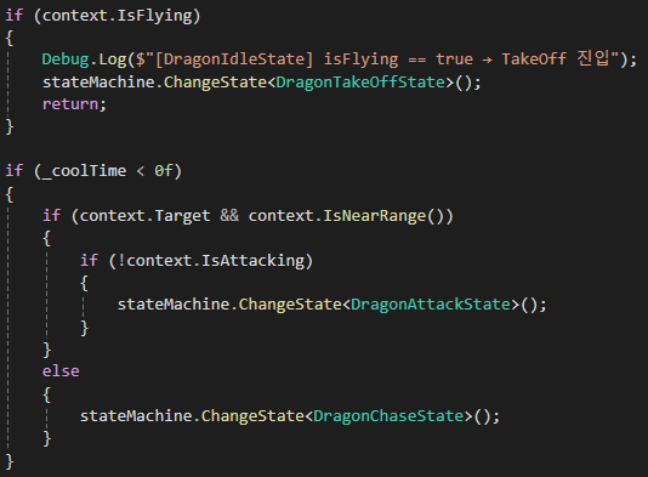 if (context.IsFlying)
{
    Debug.Log($"[DragonIdleState] isFlying == true → TakeOff 진입");
    stateMachine.ChangeState<DragonTakeOffState>();
    return;
}

if (_coolTime < 0f)
{
    if (context.Target && context.IsNearRange())
    {
        if (!context.IsAttacking)
        {
            stateMachine.ChangeState<DragonAttackState>();
        }
    }
    else
    {
        stateMachine.ChangeState<DragonChaseState>();
    }
}